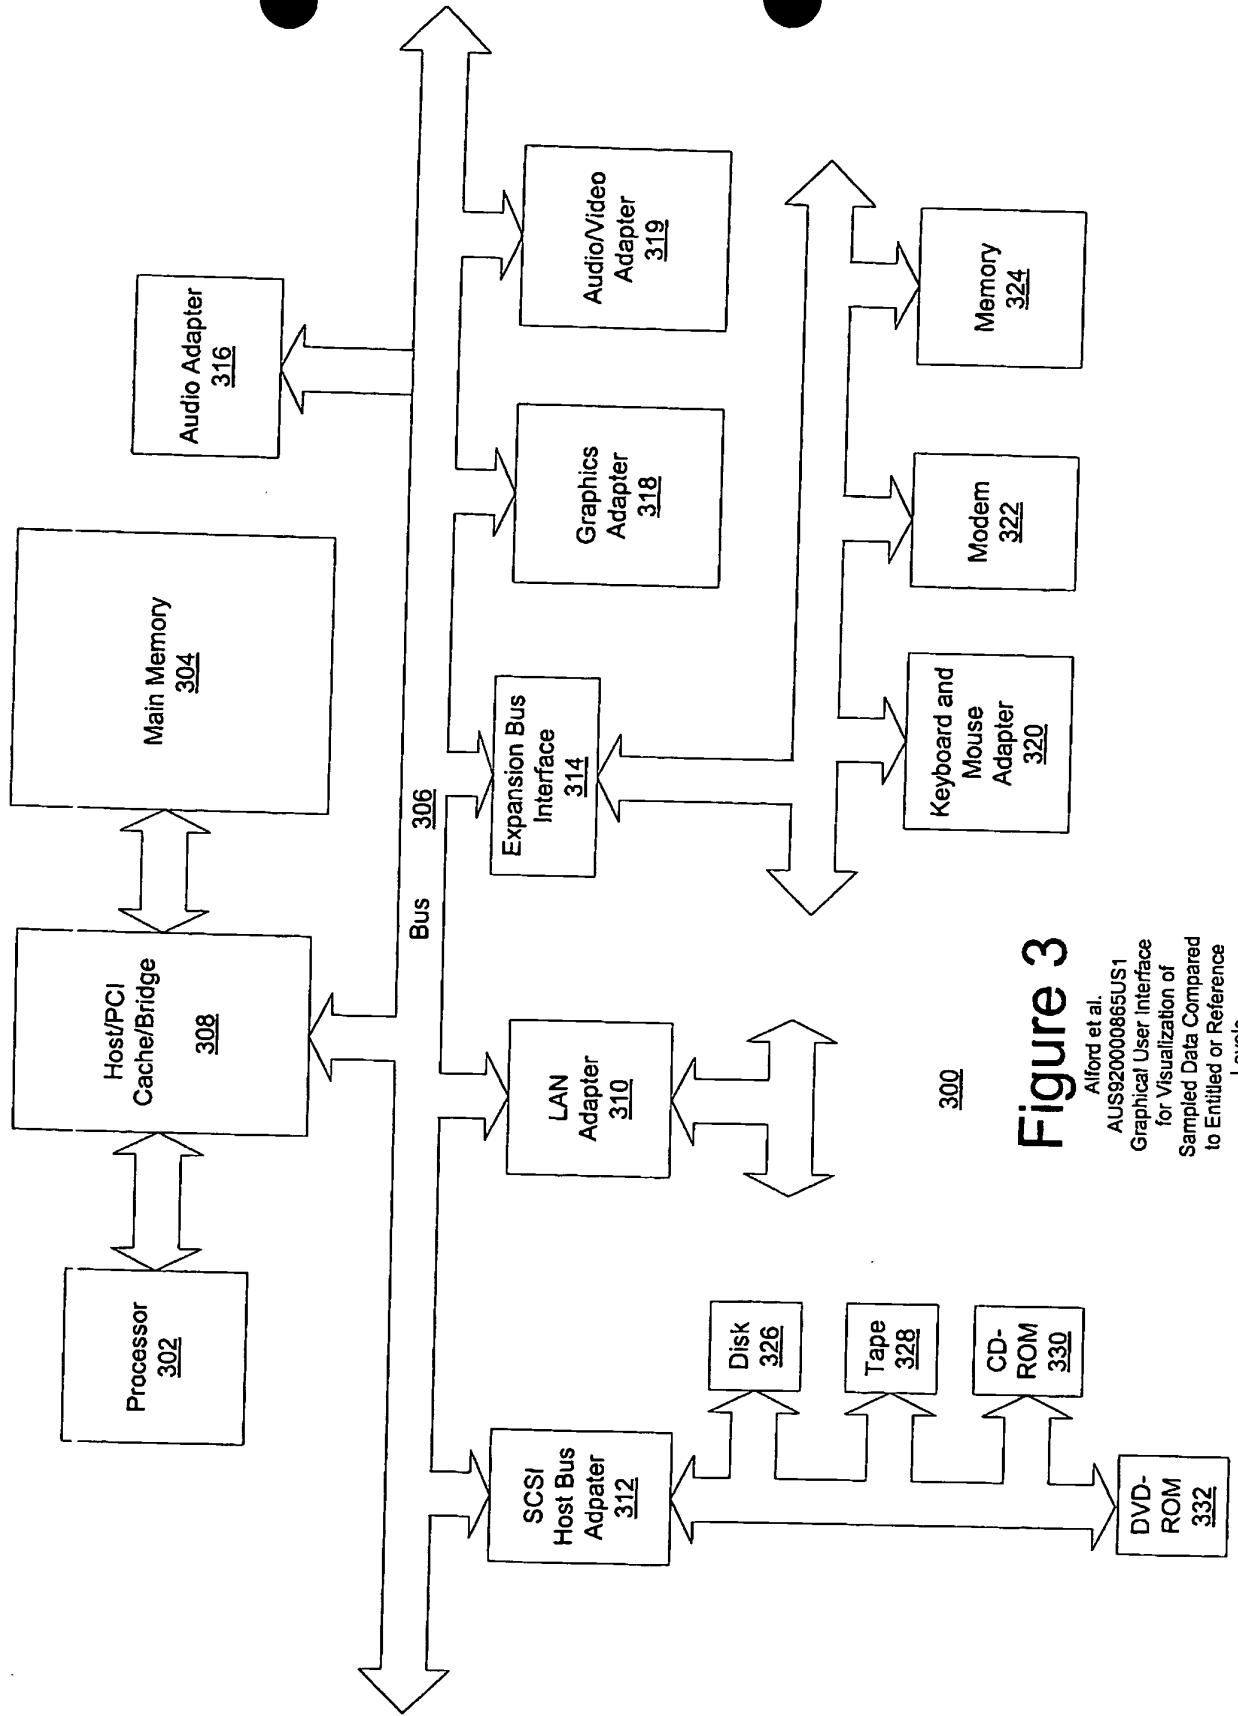 Processor
302
Host/PCI
Cache/Bridge
308
Main Memory
304
Audio Adapter
316
Bus
306
SCSI
Host Bus
Adpater
312
LAN
Adapter
310
Expansion Bus
Interface
314
Graphics
Adapter
318
Audio/Video
Adapter
319
Disk
326
Tape
328
CD-
ROM
330
DVD-
ROM
332
Keyboard and
Mouse
Adapter
320
Modem
322
Memory
324
300
Figure 3
Alford et al.
AUS920000865US1
Graphical User Interface
for Visualization of
Sampled Data Compared
to Entitled or Reference